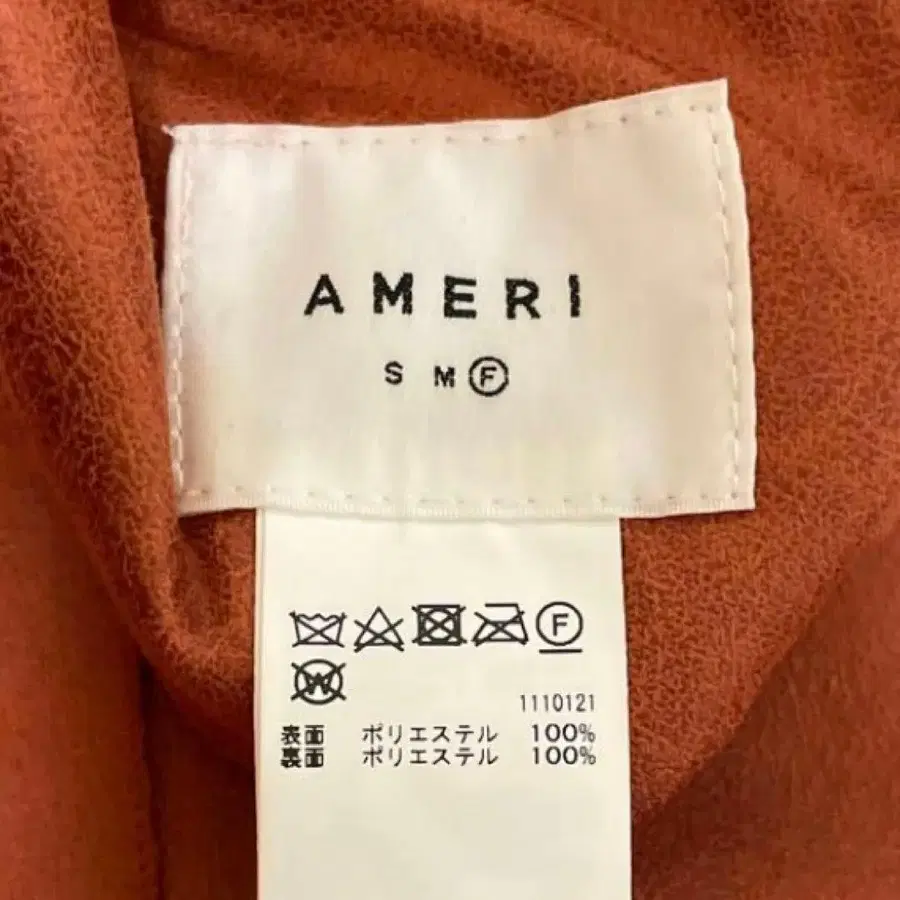 AMERI
S M F
F
W
1110121
表面 ポリエステル 100%
裏面 ポリエステル 100%